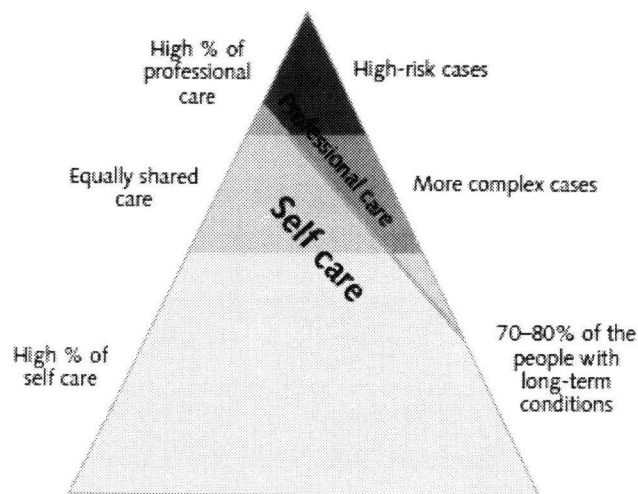 High % of
professional
care
High-risk cases
Professional care
Equally shared
care
More complex cases
Self care
High % of
self care
70–80% of the
people with
long-term
conditions